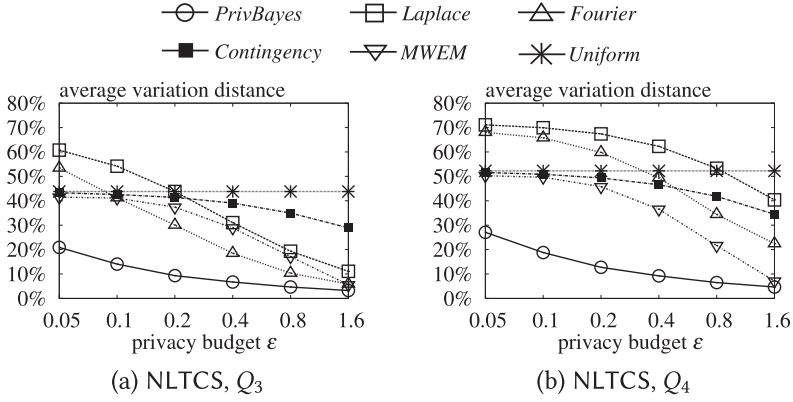 PrivBayes Laplace Fourier
Contingency MWEM Uniform
average variation distance
80%
70%
60%
50%
40%
30%
20%
10%
0%
0.05 0.1 0.2 0.4 0.8 1.6
privacy budget ε
(a) NLTCS, Q3
average variation distance
80%
70%
60%
50%
40%
30%
20%
10%
0%
0.05 0.1 0.2 0.4 0.8 1.6
privacy budget ε
(b) NLTCS, Q4